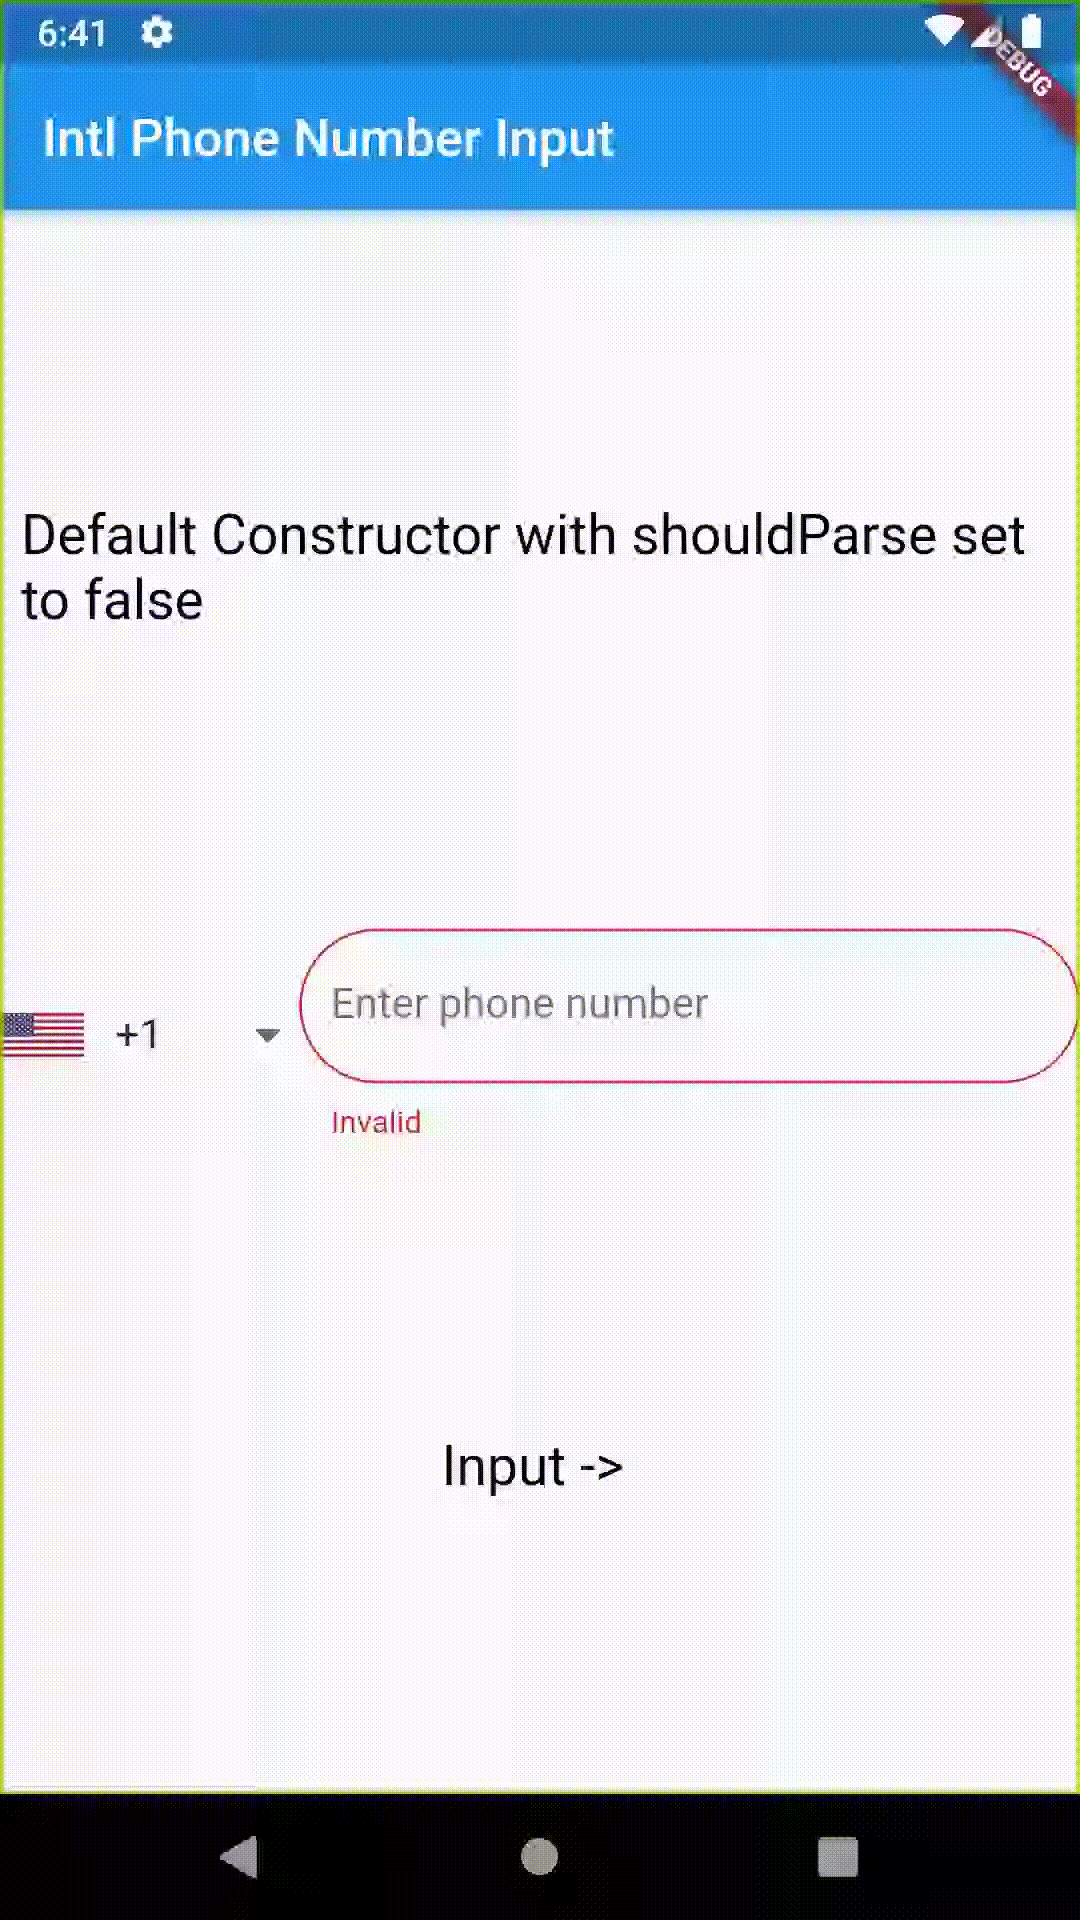 6:41
DEBUG
Intl Phone Number Input
Default Constructor with shouldParse set
to false
Enter phone number
+1
Invalid
Input ->